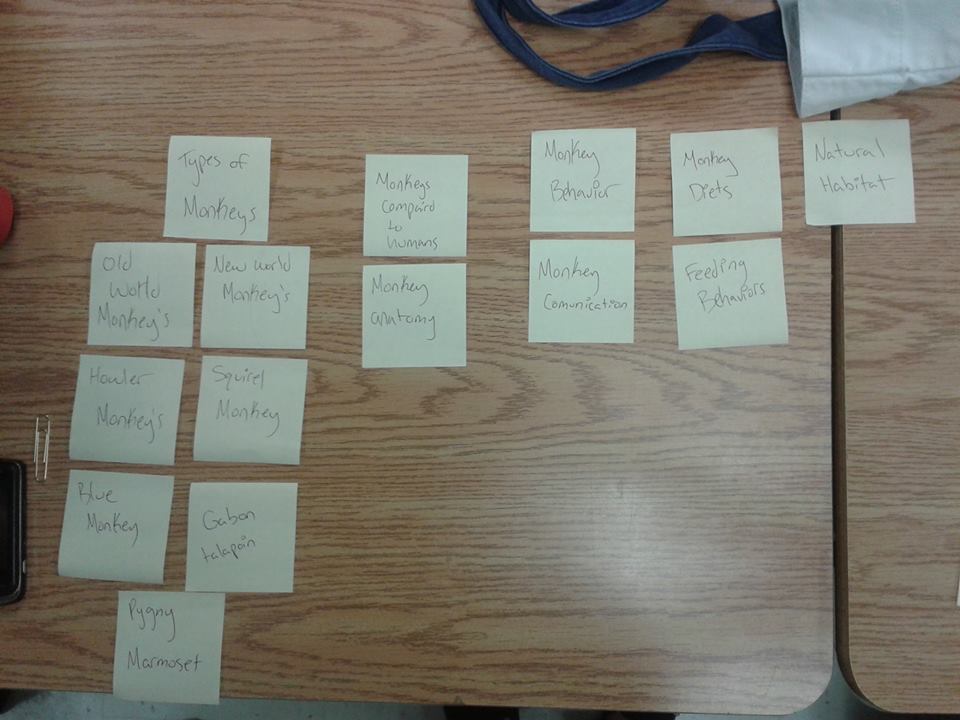 Types of
Monkeys
Old
World
Monkey's
New world
Monkey's
Howler
Monkey's
Squirel
Monkey
Blue
Monkey
Gabon
talapoin
Pygny
Marmoset
Monkeys
Compaird
to
humans
Monkey
anatomy
Monkey
Behavior
Monkey
Comunication
Monkey
Diets
Feeding
Behaviors
Natural
Habitat